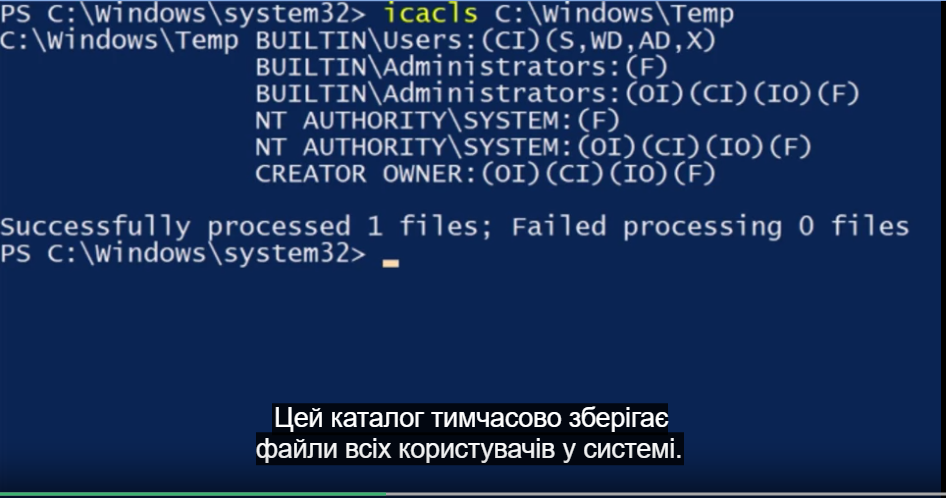 PS C:\Windows\system32> icacls C:\Windows\Temp
C:\Windows\Temp BUILTIN\Users:(CI)(S,WD,AD,X)
BUILTIN\Administrators:(F)
BUILTIN\Administrators:(OI)(CI)(IO)(F)
NT AUTHORITY\SYSTEM:(F)
NT AUTHORITY\SYSTEM:(OI)(CI)(IO)(F)
CREATOR OWNER:(OI)(CI)(IO)(F)
Successfully processed 1 files; Failed processing 0 files
PS C:\Windows\system32> _
Цей каталог тимчасово зберігає
файли всіх користувачів у системі.